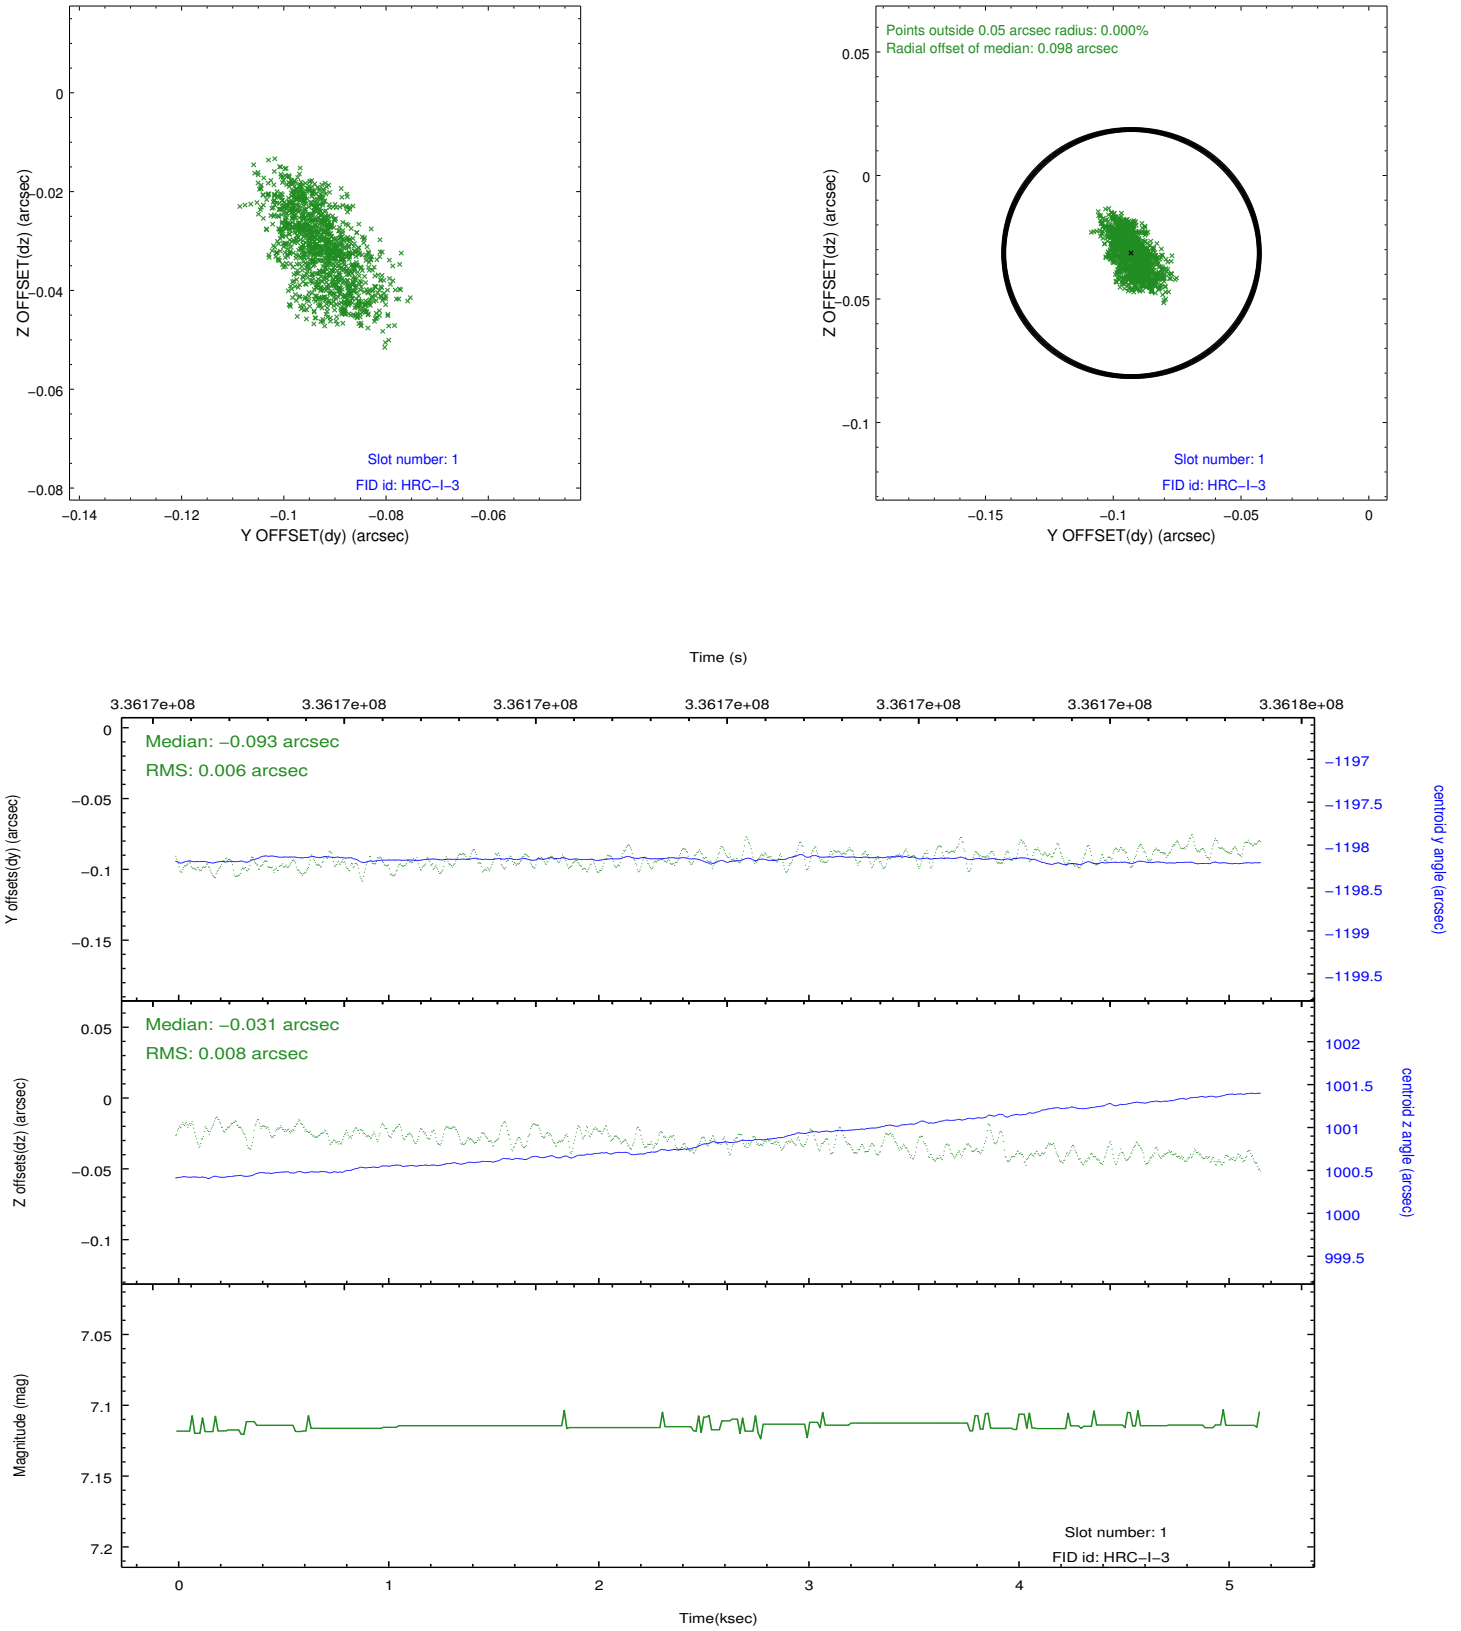 0
−0.02
−0.04
−0.06
−0.08
Z OFFSET(dz) (arcsec)
−0.14
−0.12
−0.1
−0.08
−0.06
Y OFFSET(dy) (arcsec)
Slot number: 1
FID id: HRC−I−3
Points outside 0.05 arcsec radius: 0.000%
Radial offset of median: 0.098 arcsec
0.05
0
−0.05
−0.1
Z OFFSET(dz) (arcsec)
−0.15
−0.1
−0.05
0
Y OFFSET(dy) (arcsec)
Slot number: 1
FID id: HRC−I−3
Time (s)
3.3617e+08 3.3617e+08 3.3617e+08 3.3617e+08 3.3617e+08 3.3617e+08 3.3618e+08
Median: −0.093 arcsec
RMS: 0.006 arcsec
0
−0.05
−0.1
−0.15
Y offsets(dy) (arcsec)
−1197
−1197.5
−1198
−1198.5
−1199
−1199.5
centroid y angle (arcsec)
Median: −0.031 arcsec
RMS: 0.008 arcsec
0.05
0
−0.05
−0.1
Z offsets(dz) (arcsec)
1002
1001.5
1001
1000.5
1000
999.5
centroid z angle (arcsec)
7.05
7.1
7.15
7.2
Magnitude (mag)
Slot number: 1
FID id: HRC−I−3
0 1 2 3 4 5
Time(ksec)